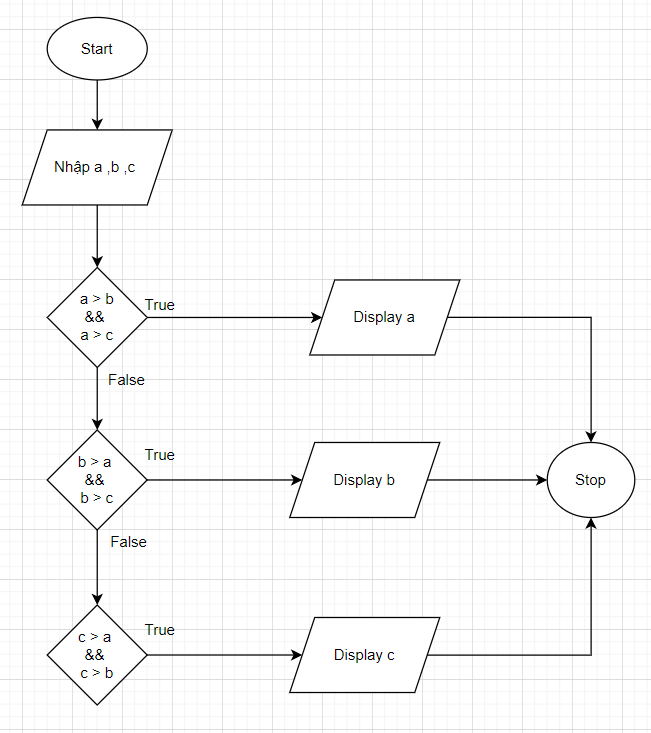 Start
Nhập a ,b ,c
a > b
&&
a > c
True
Display a
False
b > a
&&
b > c
True
Display b
Stop
False
c > a
&&
c > b
True
Display c